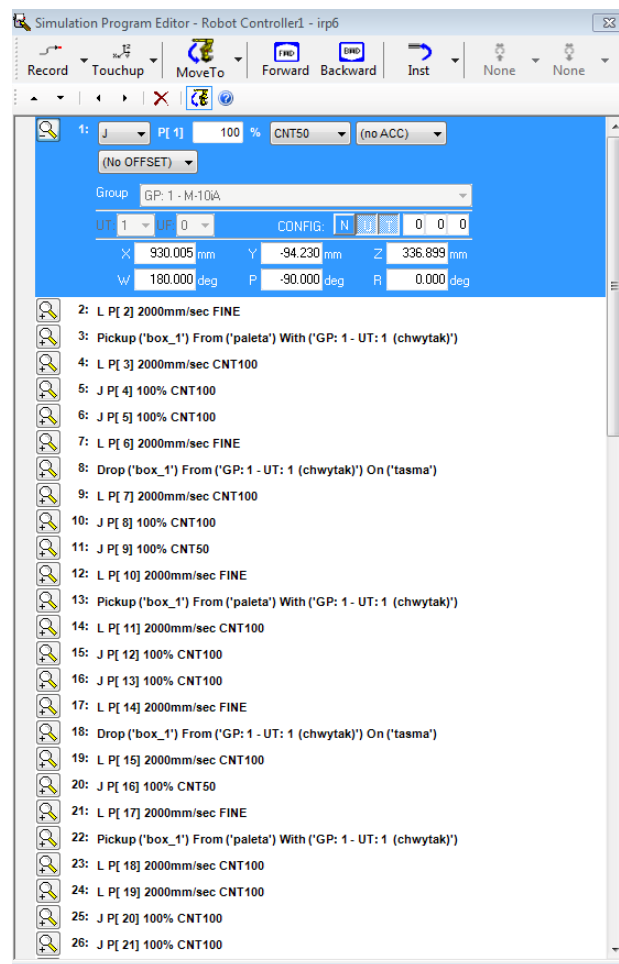 Simulation Program Editor - Robot Controller1 - irp6
FWD BWD
Record Touchup MoveTo Forward Backward Inst None None
1: J P[ 1] 100 % CNT50 (no ACC)
(No OFFSET)
Group GP: 1 - M-10iA
UT 1 UF 0 CONFIG: N U T 0 0 0
X 930.005 mm Y -94.230 mm Z 336.899 mm
W 180.000 deg P -90.000 deg R 0.000 deg
2: L P[ 2] 2000mm/sec FINE
3: Pickup ('box_1') From ('paleta') With ('GP: 1 - UT: 1 (chwytak)')
4: L P[ 3] 2000mm/sec CNT100
5: J P[ 4] 100% CNT100
6: J P[ 5] 100% CNT100
7: L P[ 6] 2000mm/sec FINE
8: Drop ('box_1') From ('GP: 1 - UT: 1 (chwytak)') On ('tasma')
9: L P[ 7] 2000mm/sec CNT100
10: J P[ 8] 100% CNT100
11: J P[ 9] 100% CNT50
12: L P[ 10] 2000mm/sec FINE
13: Pickup ('box_1') From ('paleta') With ('GP: 1 - UT: 1 (chwytak)')
14: L P[ 11] 2000mm/sec CNT100
15: J P[ 12] 100% CNT100
16: J P[ 13] 100% CNT100
17: L P[ 14] 2000mm/sec FINE
18: Drop ('box_1') From ('GP: 1 - UT: 1 (chwytak)') On ('tasma')
19: L P[ 15] 2000mm/sec CNT100
20: J P[ 16] 100% CNT50
21: L P[ 17] 2000mm/sec FINE
22: Pickup ('box_1') From ('paleta') With ('GP: 1 - UT: 1 (chwytak)')
23: L P[ 18] 2000mm/sec CNT100
24: L P[ 19] 2000mm/sec CNT100
25: J P[ 20] 100% CNT100
26: J P[ 21] 100% CNT100